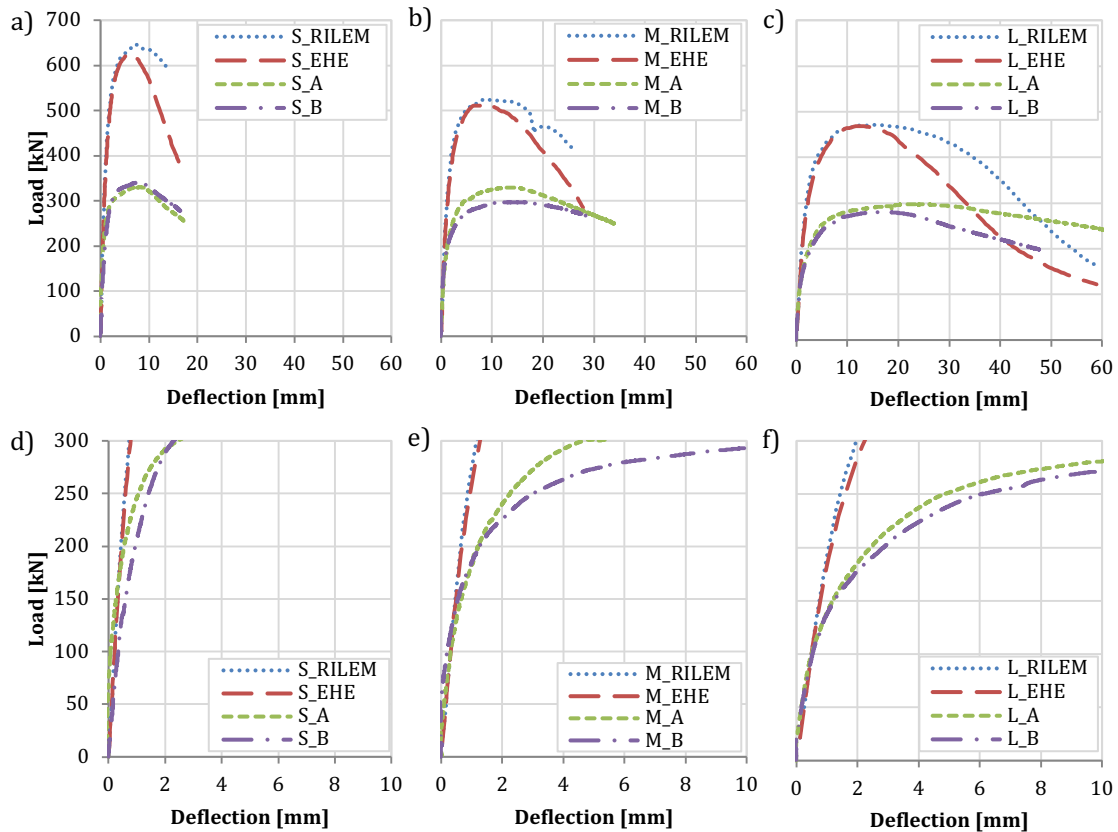 a)
700
600
500
400
300
200
100
0
Load [kN]
S_RILEM
S_EHE
S_A
S_B
0 10 20 30 40 50 60
Deflection [mm]
b)
M_RILEM
M_EHE
M_A
M_B
0 10 20 30 40 50 60
Deflection [mm]
c)
L_RILEM
L_EHE
L_A
L_B
0 10 20 30 40 50 60
Deflection [mm]
d)
300
250
200
150
100
50
0
Load [kN]
S_RILEM
S_EHE
S_A
S_B
0 2 4 6 8 10
Deflection [mm]
e)
M_RILEM
M_EHE
M_A
M_B
0 2 4 6 8 10
Deflection [mm]
f)
L_RILEM
L_EHE
L_A
L_B
0 2 4 6 8 10
Deflection [mm]